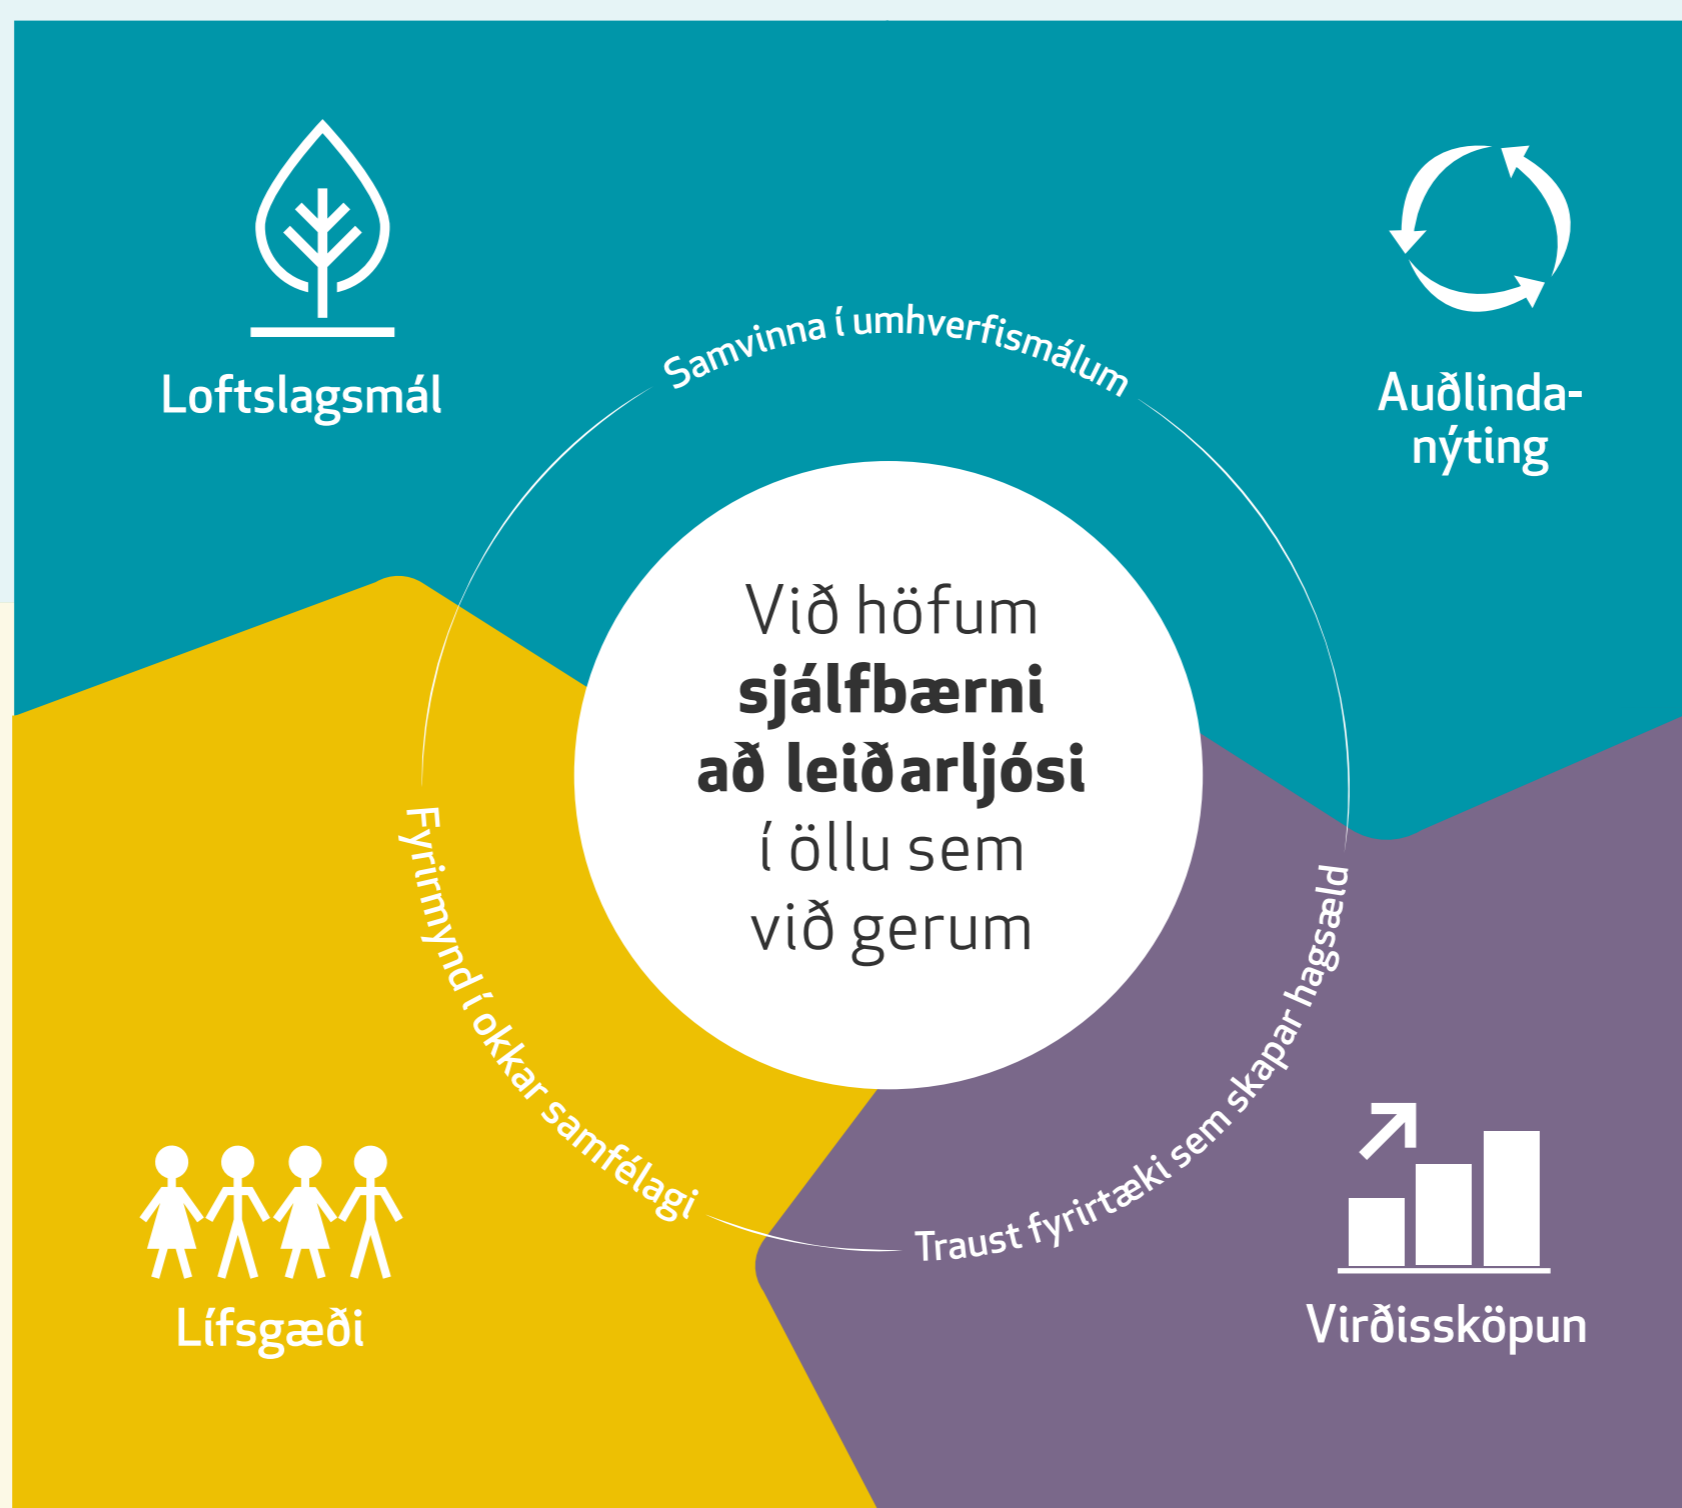 Loftslagsmál
Auðlinda-
nýting
Samvinna í umhverfismálum
Við höfum
sjálfbærni
að leiðarljósi
í öllu sem
við gerum
Fyrirmynd í okkar samfélagi
Traust fyrirtæki sem skapar hagsæld
Lífsgæði
Virðissköpun